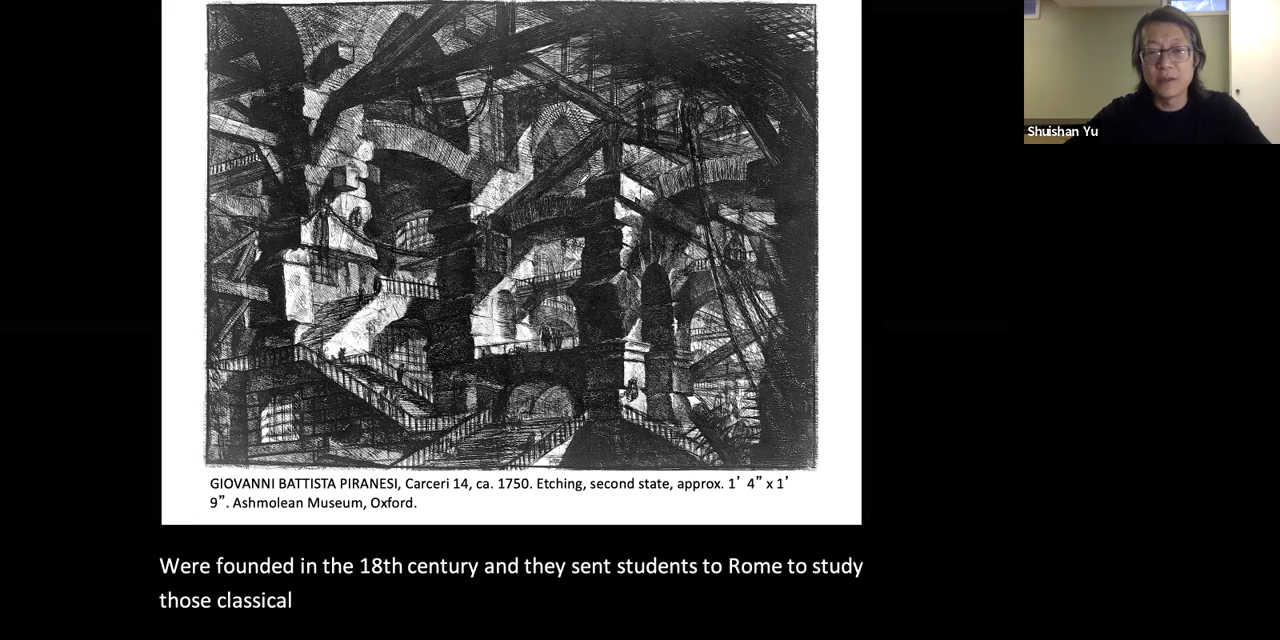 Shuishan Yu
GIOVANNI BATTISTA PIRANESI, Carceri 14, ca. 1750. Etching, second state, approx. 1’ 4” x 1’
9”. Ashmolean Museum, Oxford.
Were founded in the 18th century and they sent students to Rome to study
those classical